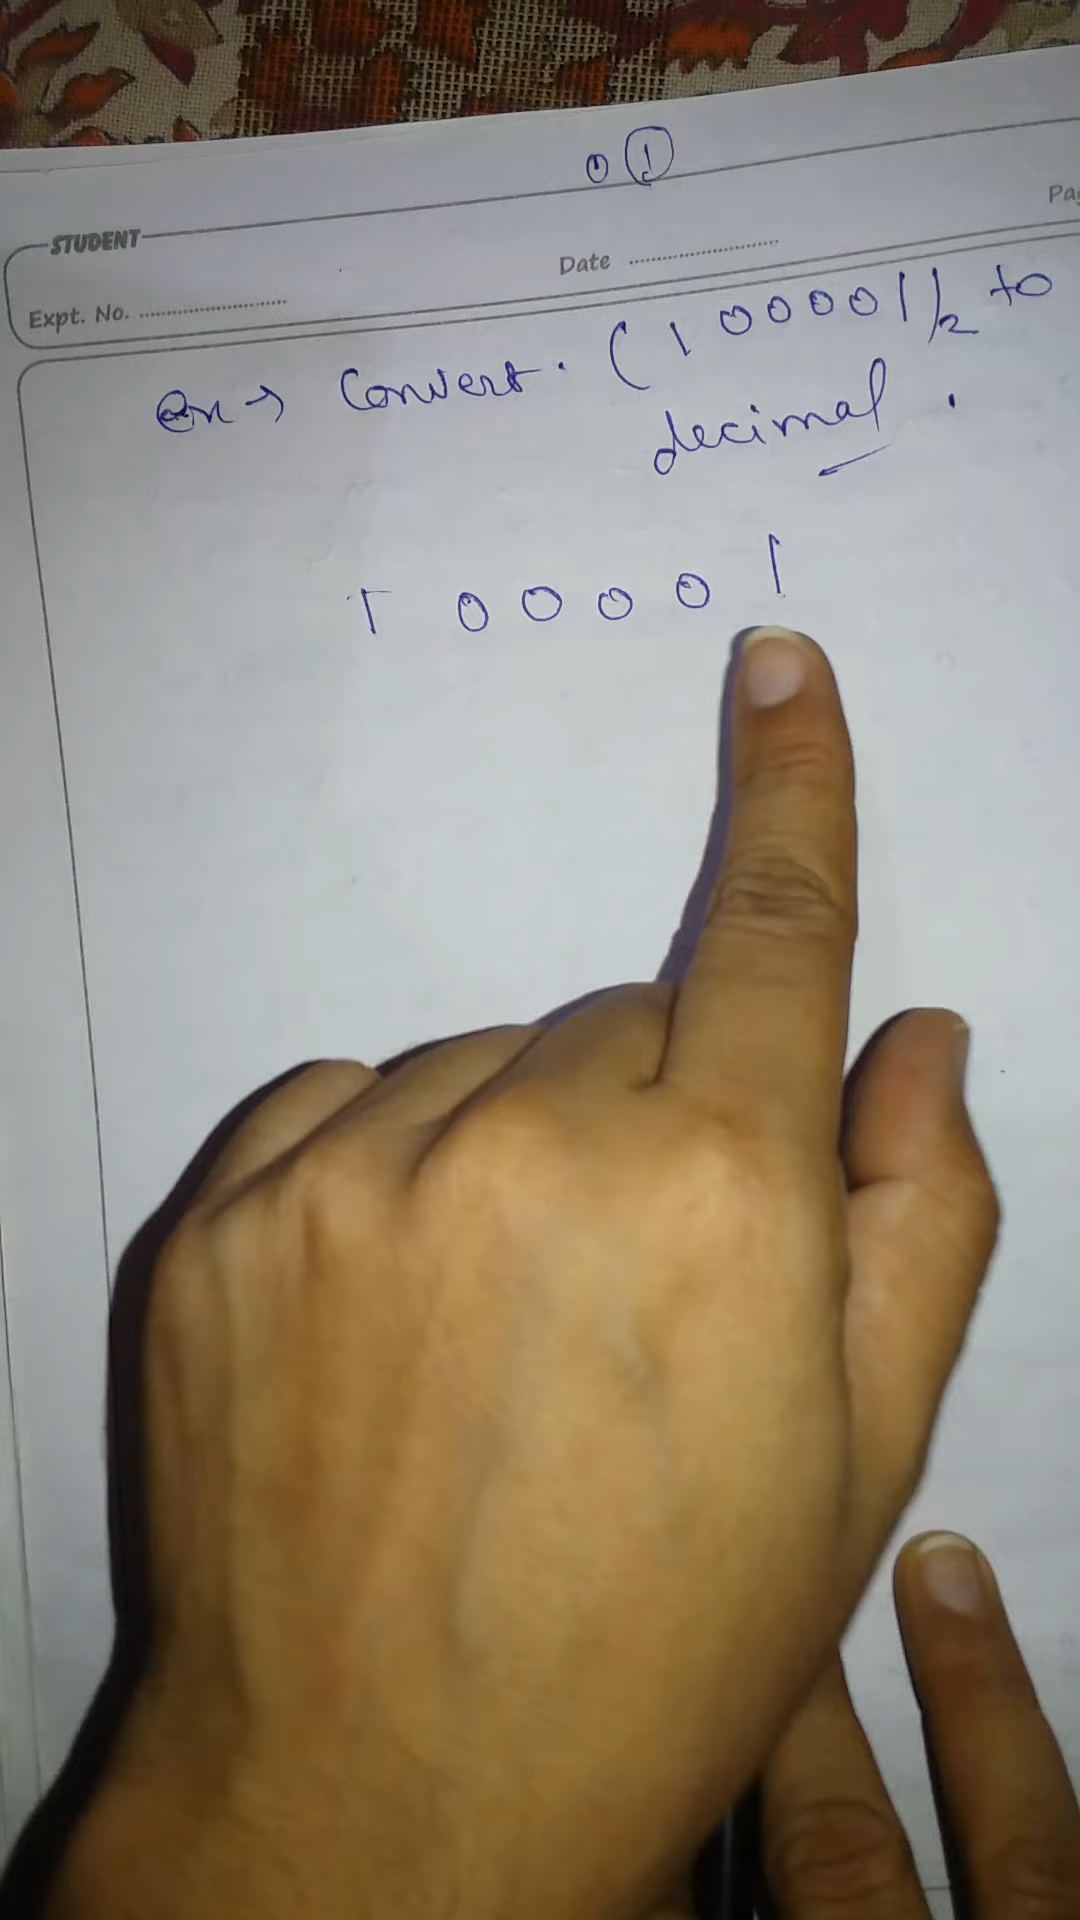 0 1
STUDENT
Pa
Date
Expt. No.
Ex → Convert. (100001)2 to
decimal.
1 0 0 0 0 1